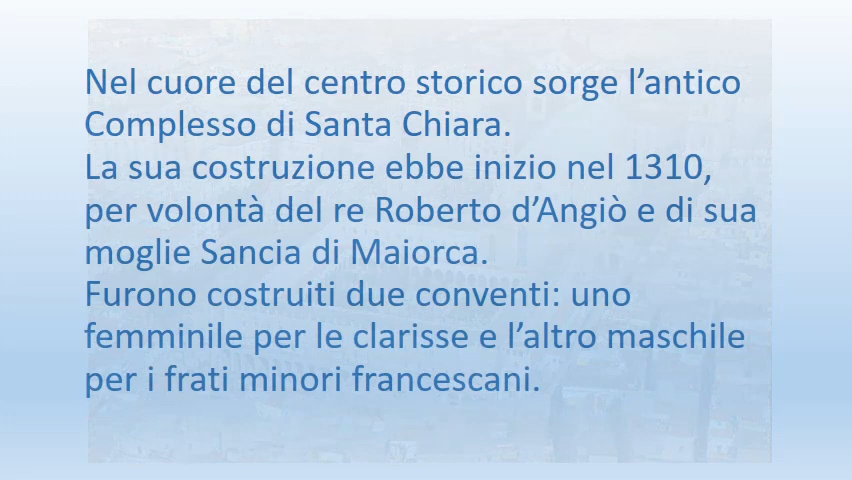 Nel cuore del centro storico sorge l’antico
Complesso di Santa Chiara.
La sua costruzione ebbe inizio nel 1310,
per volontà del re Roberto d’Angiò e di sua
moglie Sancia di Maiorca.
Furono costruiti due conventi: uno
femminile per le clarisse e l’altro maschile
per i frati minori francescani.